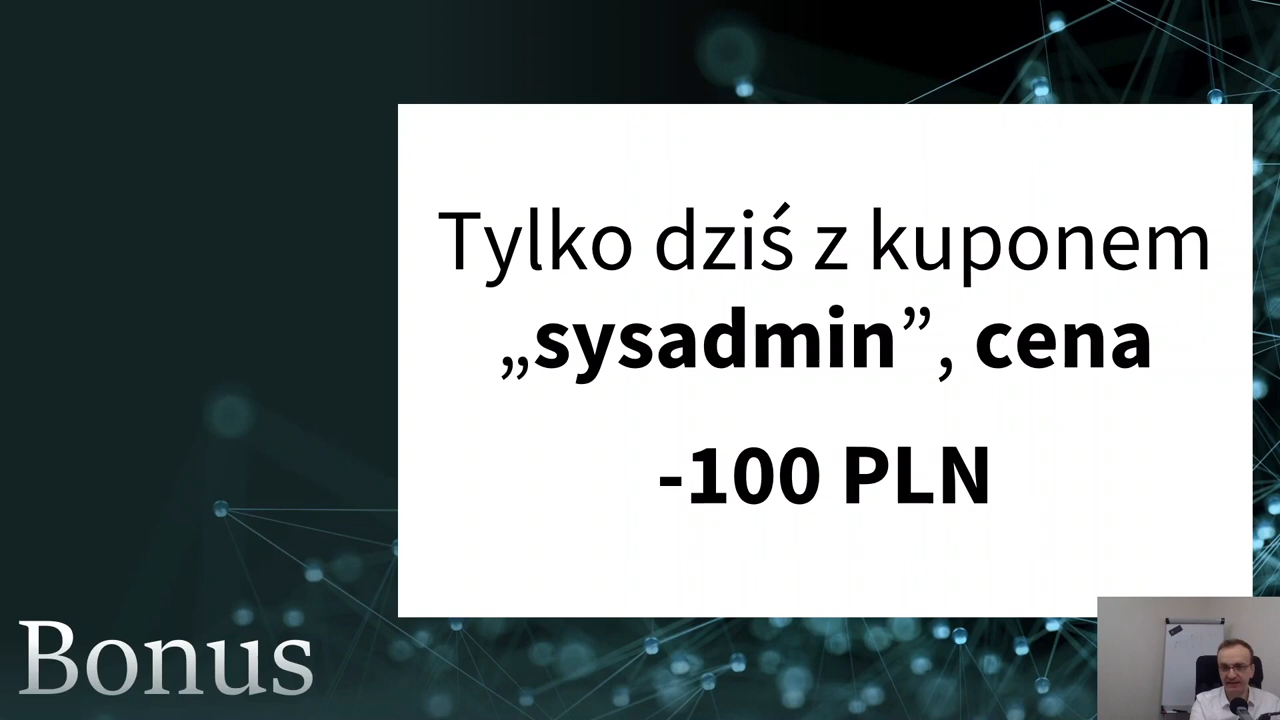 Tylko dziś z kuponem
„sysadmin”, cena
-100 PLN
Bonus